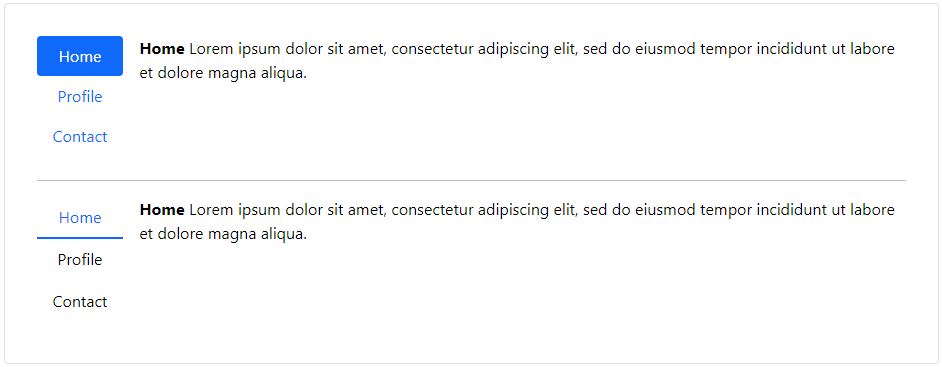 Home
Home Lorem ipsum dolor sit amet, consectetur adipiscing elit, sed do eiusmod tempor incididunt ut labore
et dolore magna aliqua.
Profile
Contact
Home
Home Lorem ipsum dolor sit amet, consectetur adipiscing elit, sed do eiusmod tempor incididunt ut labore
et dolore magna aliqua.
Profile
Contact